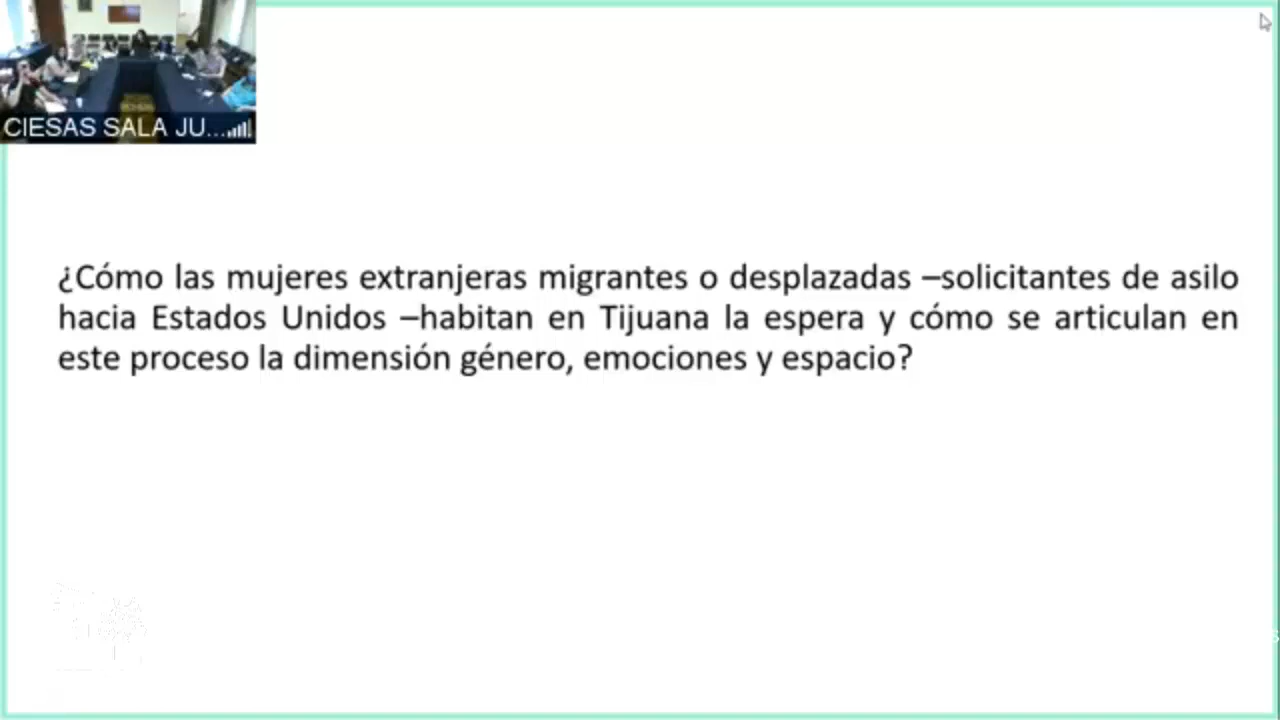 CIESAS SALA JU...
¿Cómo las mujeres extranjeras migrantes o desplazadas –solicitantes de asilo
hacia Estados Unidos –habitan en Tijuana la espera y cómo se articulan en
este proceso la dimensión género, emociones y espacio?